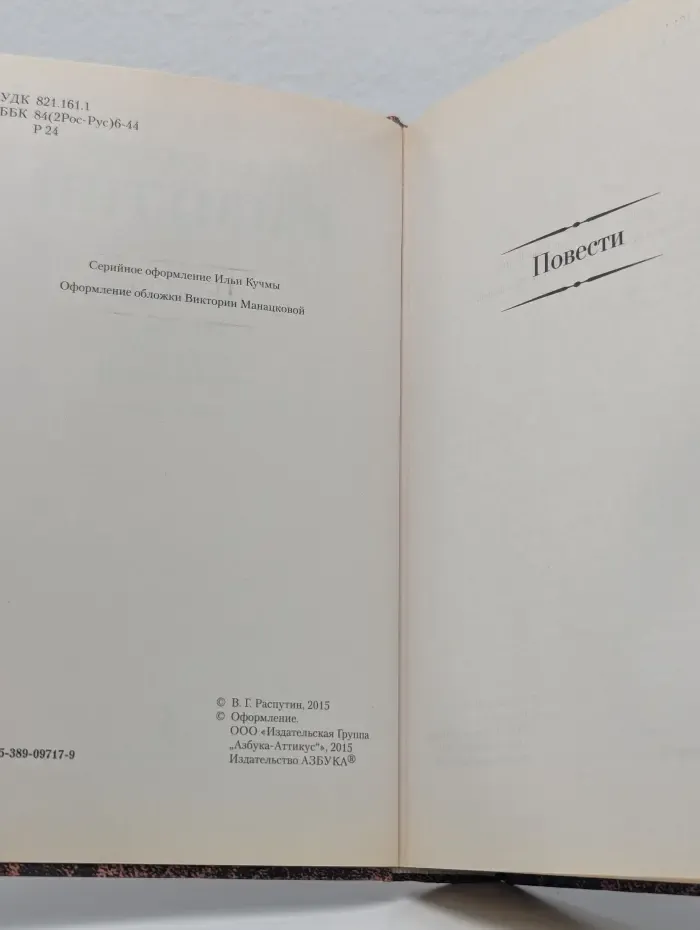 УДК 821.161.1
ББК 84(2Рос-Рус)6-44
Р 24
Серийное оформление Ильи Кучмы
Оформление обложки Виктории Манацковой
© В. Г. Распутин, 2015
© Оформление.
ООО «Издательская Группа
„Азбука-Аттикус“», 2015
Издательство АЗБУКА®
5-389-09717-9
Повести